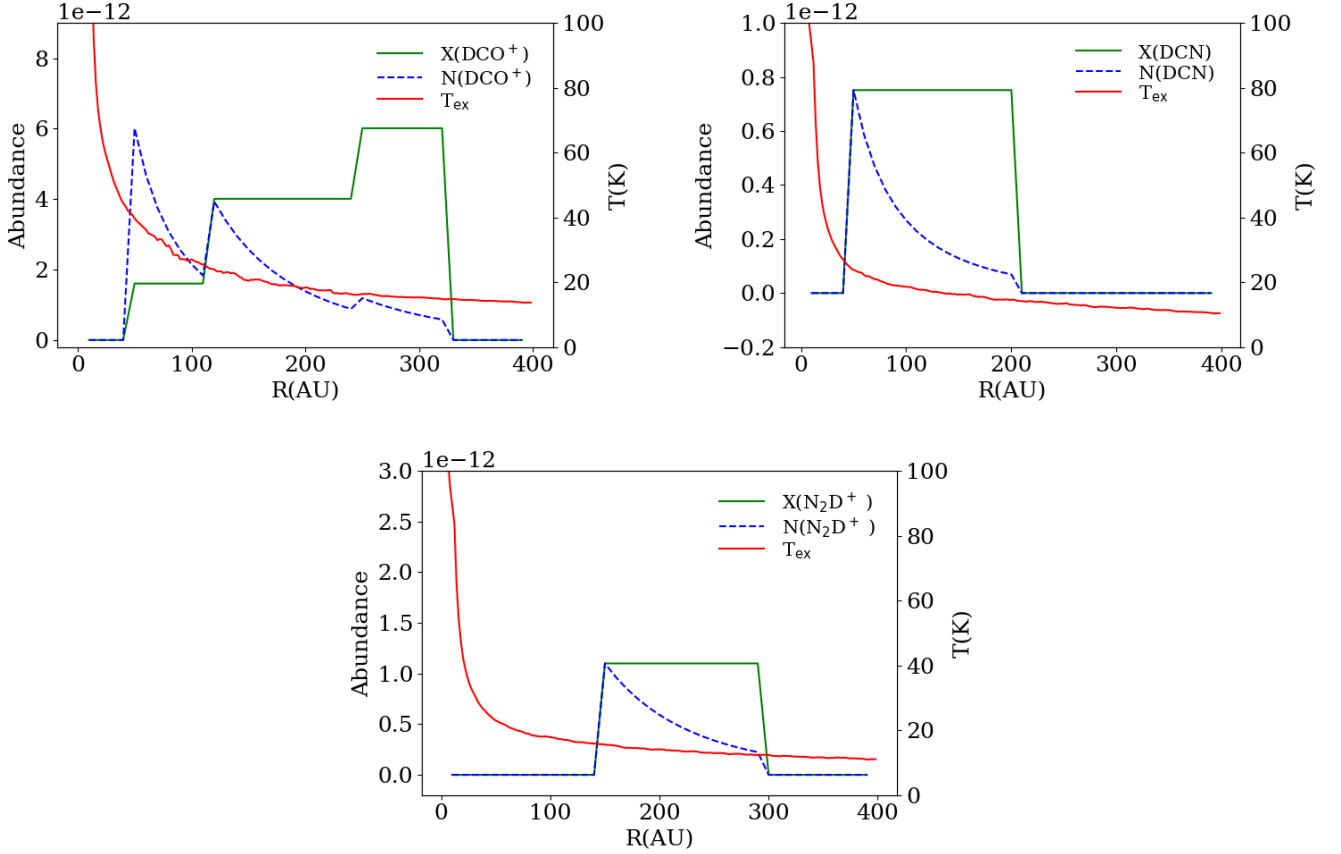 1e−12
8
6
4
2
0
Abundance
X(DCO+)
N(DCO+)
Tex
100
80
60
40
20
0
T(K)
0 100 200 300 400
R(AU)
1e−12
1.0
0.8
0.6
0.4
0.2
0.0
−0.2
Abundance
X(DCN)
N(DCN)
Tex
100
80
60
40
20
0
T(K)
0 100 200 300 400
R(AU)
1e−12
3.0
2.5
2.0
1.5
1.0
0.5
0.0
Abundance
X(N2D+ )
N(N2D+ )
Tex
100
80
60
40
20
0
T(K)
0 100 200 300 400
R(AU)